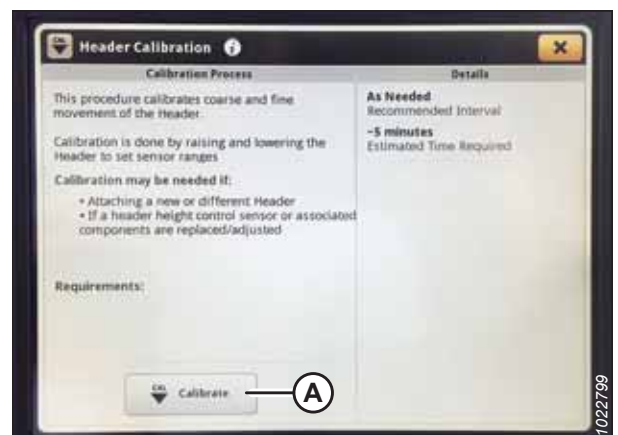 CAL
Header Calibration i
Calibration Process
Details
This procedure calibrates coarse and fine
movement of the Header.
Calibration is done by raising and lowering the
Header to set sensor ranges
Calibration may be needed if:
• Attaching a new or different Header
• If a header height control sensor or associated
components are replaced/adjusted
Requirements:
As Needed
Recommended Interval
~5 minutes
Estimated Time Required
CAL Calibrate
A
1022799